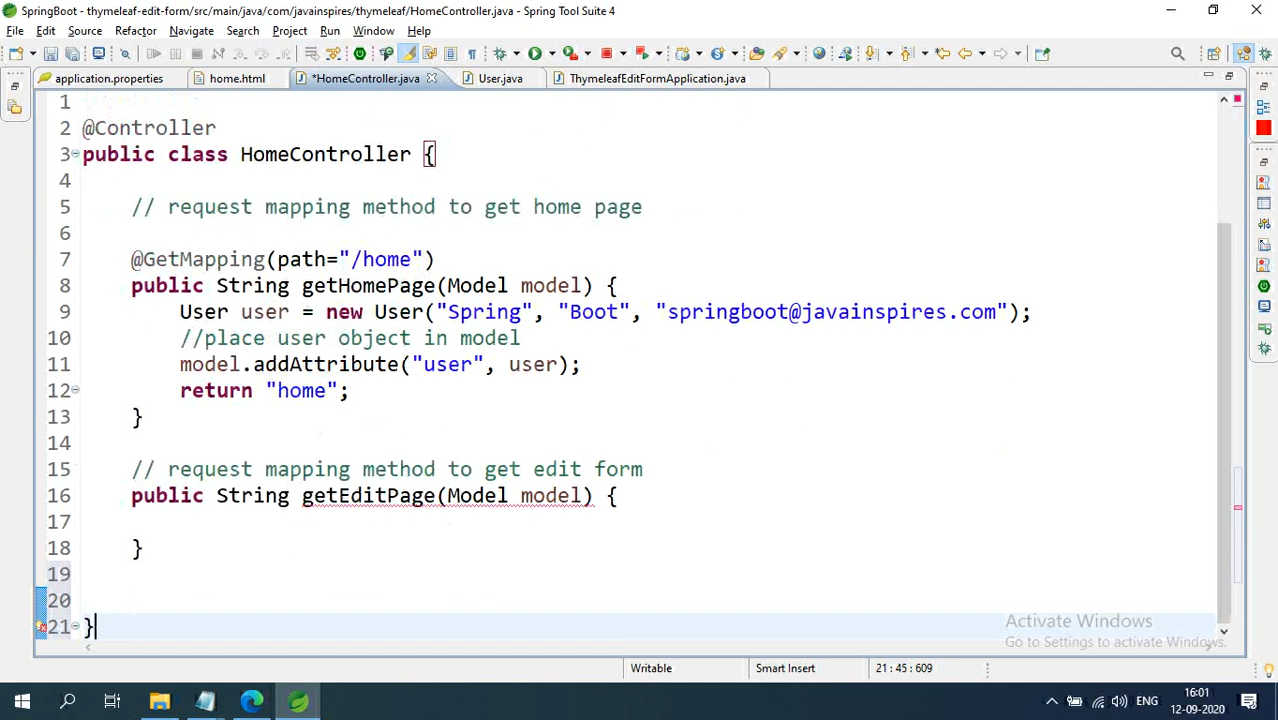 SpringBoot - thymeleaf-edit-form/src/main/java/com/javainspires/thymeleaf/HomeController.java - Spring Tool Suite 4
File Edit Source Refactor Navigate Search Project Run Window Help
application.properties home.html *HomeController.java User.java ThymeleafEditFormApplication.java
1
2 @Controller
3 public class HomeController {
4
5 // request mapping method to get home page
6
7 @GetMapping(path="/home")
8 public String getHomePage(Model model) {
9 User user = new User("Spring", "Boot", "springboot@javainspires.com");
10 //place user object in model
11 model.addAttribute("user", user);
12 return "home";
13 }
14
15 // request mapping method to get edit form
16 public String getEditPage(Model model) {
17
18 }
19
20
21 }
Activate Windows
Go to Settings to activate Windows.
Writable Smart Insert 21 : 45 : 609
ENG 16:01
12-09-2020